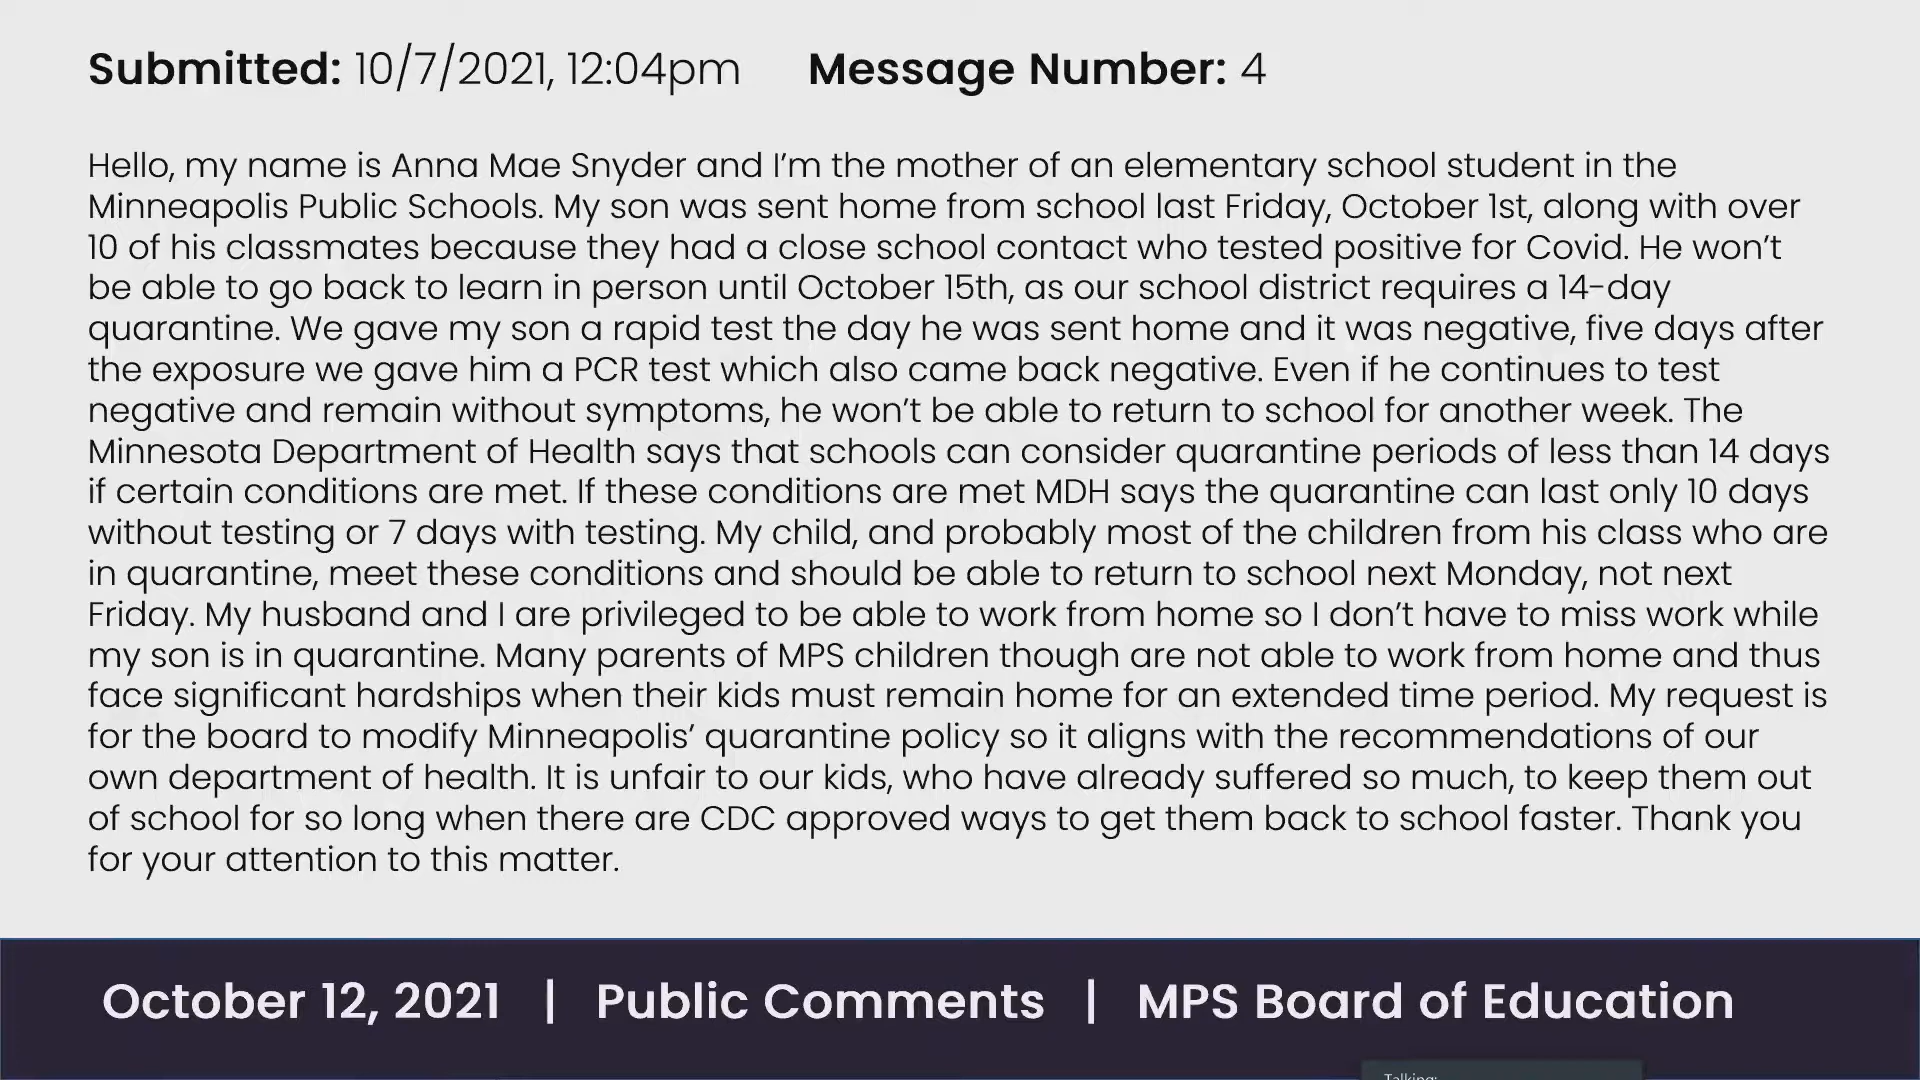 Submitted: 10/7/2021, 12:04pm Message Number: 4
Hello, my name is Anna Mae Snyder and I'm the mother of an elementary school student in the
Minneapolis Public Schools. My son was sent home from school last Friday, October 1st, along with over
10 of his classmates because they had a close school contact who tested positive for Covid. He won't
be able to go back to learn in person until October 15th, as our school district requires a 14-day
quarantine. We gave my son a rapid test the day he was sent home and it was negative, five days after
the exposure we gave him a PCR test which also came back negative. Even if he continues to test
negative and remain without symptoms, he won't be able to return to school for another week. The
Minnesota Department of Health says that schools can consider quarantine periods of less than 14 days
if certain conditions are met. If these conditions are met MDH says the quarantine can last only 10 days
without testing or 7 days with testing. My child, and probably most of the children from his class who are
in quarantine, meet these conditions and should be able to return to school next Monday, not next
Friday. My husband and I are privileged to be able to work from home so I don't have to miss work while
my son is in quarantine. Many parents of MPS children though are not able to work from home and thus
face significant hardships when their kids must remain home for an extended time period. My request is
for the board to modify Minneapolis' quarantine policy so it aligns with the recommendations of our
own department of health. It is unfair to our kids, who have already suffered so much, to keep them out
of school for so long when there are CDC approved ways to get them back to school faster. Thank you
for your attention to this matter.
October 12, 2021 | Public Comments | MPS Board of Education
Talking: